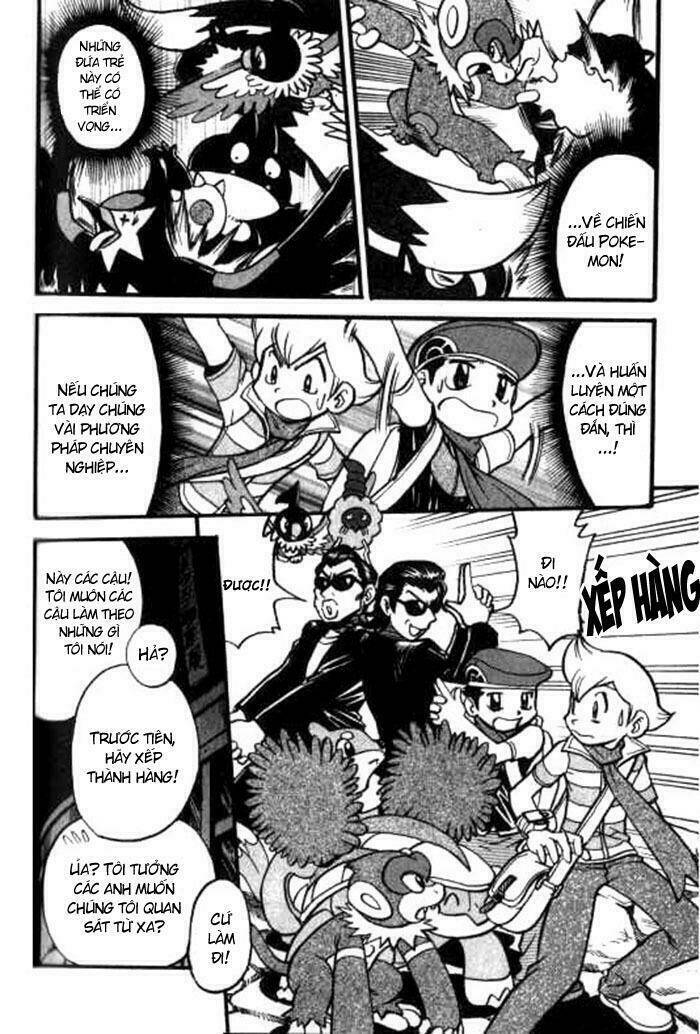 NHỮNG
ĐỨA TRẺ
NÀY CÓ
THỂ CÓ
TRIỂN
VỌNG...
...VỀ CHIẾN
ĐẤU POKE-
MON!
NẾU CHÚNG
TA DẠY CHÚNG
VÀI PHƯƠNG
PHÁP CHUYÊN
NGHIỆP...
...VÀ HUẤN
LUYỆN MỘT
CÁCH ĐÚNG
ĐẮN, THÌ
...!
NÀY CÁC CẬU!
TÔI MUÔN CÁC
CẬU LÀM THEO
NHỮNG GÌ
TÔI NÓI!
HẢ?
TRƯỚC TIÊN,
HÃY XẾP
THÀNH HÀNG!
ỦA? TÔI TƯỞNG
CÁC ANH MUỐN
CHÚNG TÔI QUAN
SÁT TỪ XA?
CỨ
LÀM
ĐI!
ĐƯỢC!!
ĐI
NÀO!!
XẾP HÀNG